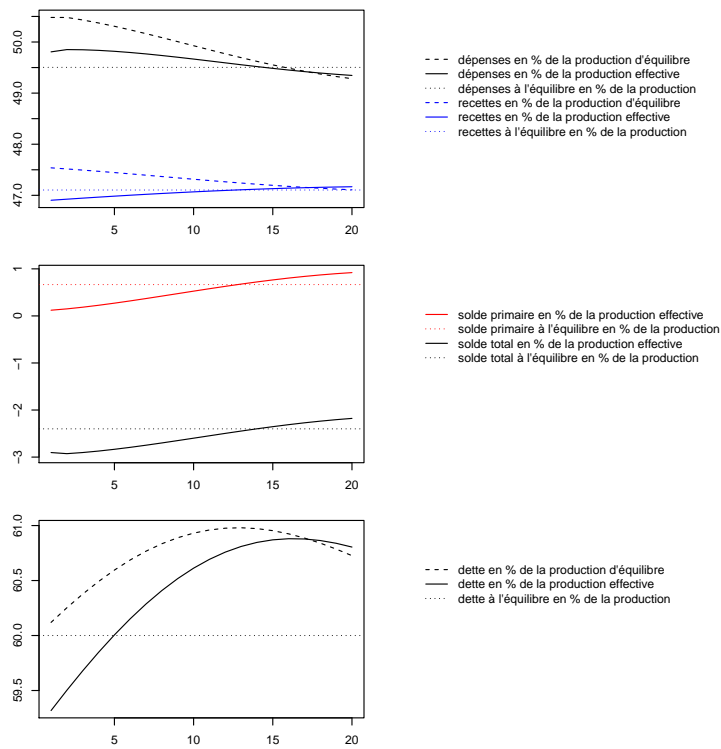 50.0
49.0
48.0
47.0
5
10
15
20
dépenses en % de la production d'équilibre
dépenses en % de la production effective
dépenses à l'équilibre en % de la production
recettes en % de la production d'équilibre
recettes en % de la production effective
recettes à l'équilibre en % de la production
1
0
−1
−2
−3
5
10
15
20
solde primaire en % de la production effective
solde primaire à l'équilibre en % de la production
solde total en % de la production effective
solde total à l'équilibre en % de la production
61.0
60.5
60.0
59.5
5
10
15
20
dette en % de la production d'équilibre
dette en % de la production effective
dette à l'équilibre en % de la production